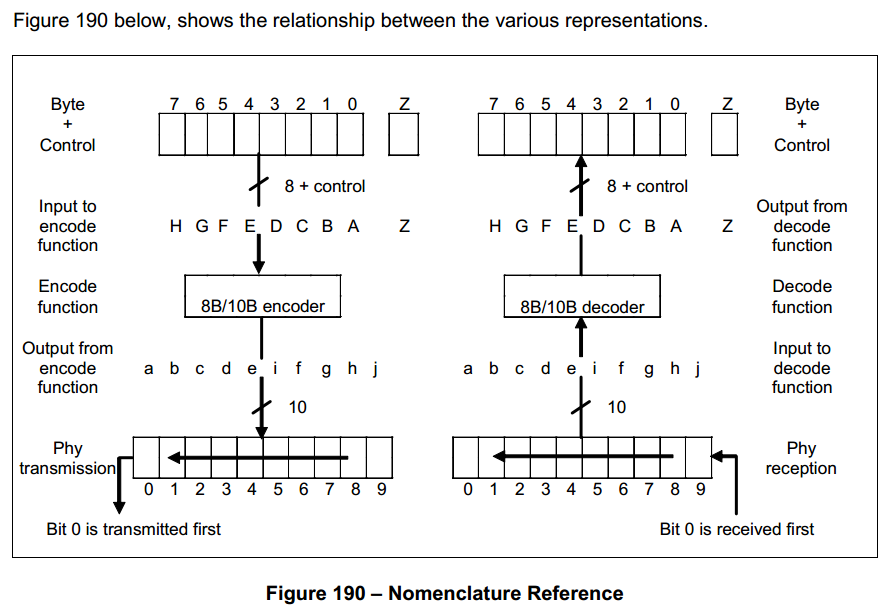 Figure 190 below, shows the relationship between the various representations.
Byte
+
Control
7 6 5 4 3 2 1 0 Z
8 + control
Input to
encode
function
H G F E D C B A Z
Encode
function
8B/10B encoder
Output from
encode
function
a b c d e i f g h j
10
Phy
transmission
0 1 2 3 4 5 6 7 8 9
Bit 0 is transmitted first
7 6 5 4 3 2 1 0 Z
Byte
+
Control
8 + control
H G F E D C B A Z
Output from
decode
function
8B/10B decoder
Decode
function
a b c d e i f g h j
Input to
decode
function
10
Phy
reception
0 1 2 3 4 5 6 7 8 9
Bit 0 is received first
Figure 190 – Nomenclature Reference